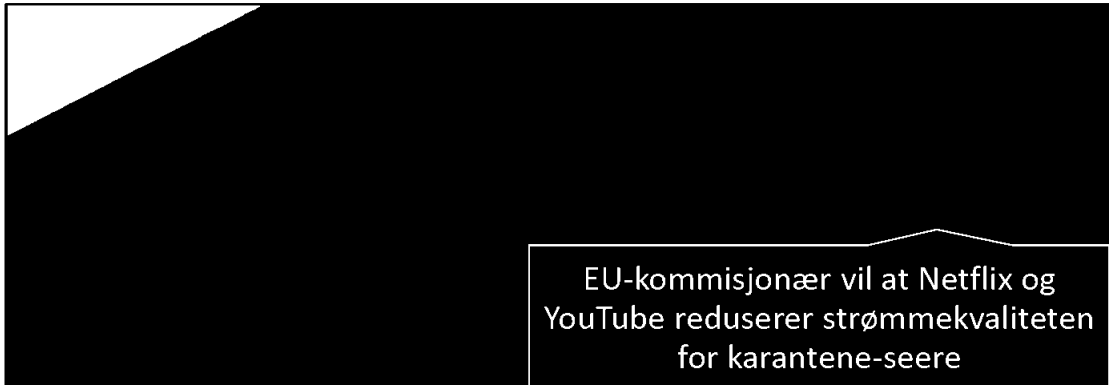 EU-kommisjonær vil at Netflix og
YouTube reduserer strømmekvaliteten
for karantene-seere